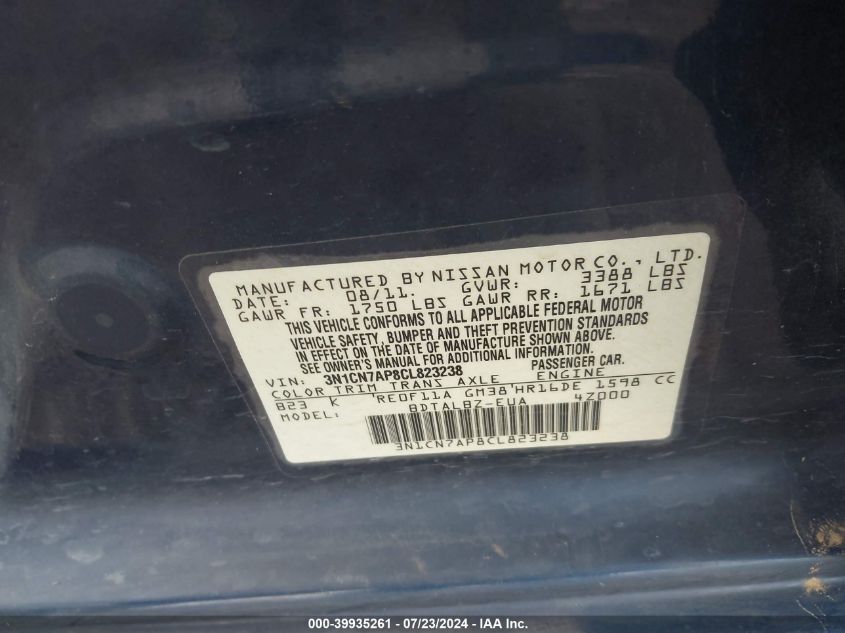 MANUFACTURED BY NISSAN MOTOR CO., LTD.
DATE: 08/11. GVWR: 3388 LBS
GAWR FR: 1750 LBS GAWR RR: 1671 LBS
THIS VEHICLE CONFORMS TO ALL APPLICABLE FEDERAL MOTOR
VEHICLE SAFETY, BUMPER AND THEFT PREVENTION STANDARDS
IN EFFECT ON THE DATE OF MANUFACTURE SHOWN ABOVE.
SEE OWNER'S MANUAL FOR ADDITIONAL INFORMATION.
VIN: 3N1CN7AP8CL823238 PASSENGER CAR.
COLOR TRIM TRANS AXLE ENGINE
B23 K 'RE0F11A GM38'HR16DE 1598 CC
MODEL: BDTALBZ-EUA 4Z000
3N1CN7AP8CL823238
000-39935261 - 07/23/2024 - IAA Inc.